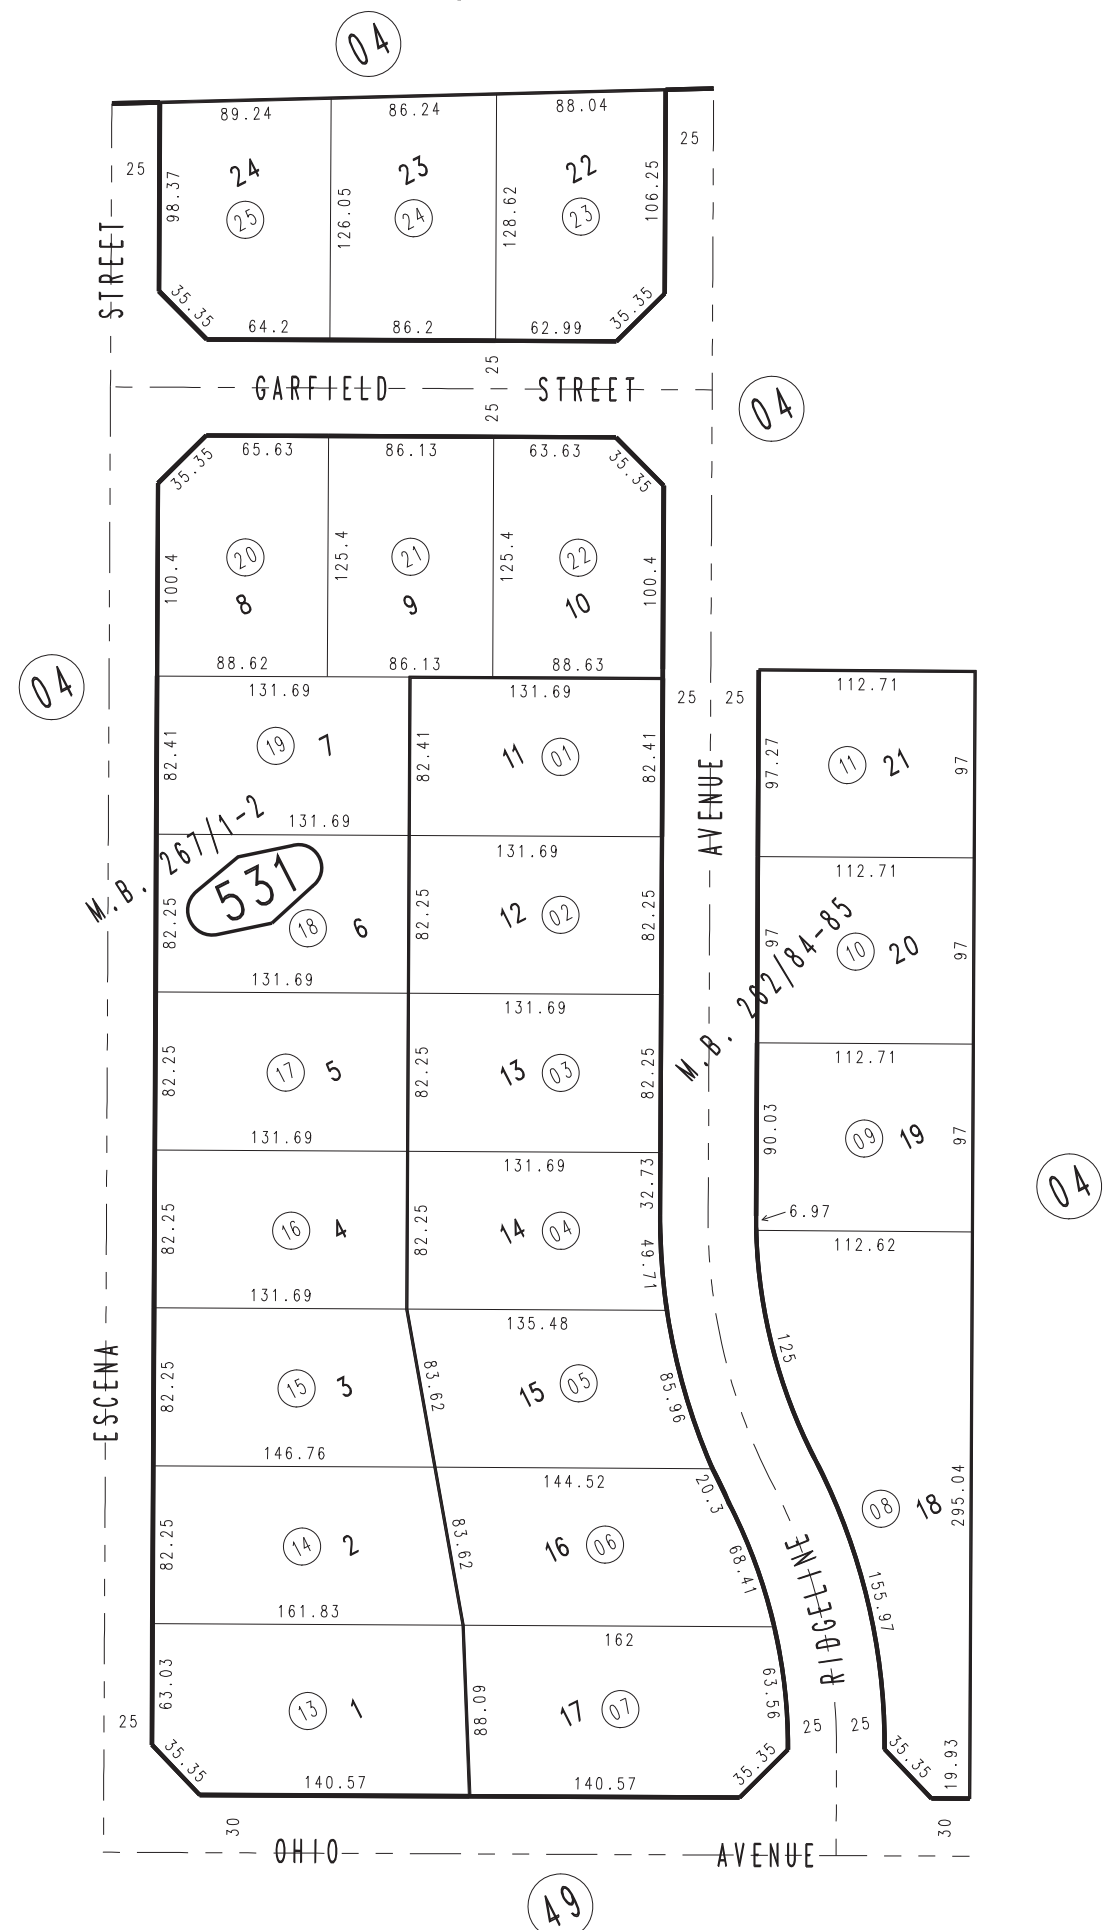 04
89.24 86.24 88.04
25 25
24 23 22
98.37 126.05 128.62 106.25
25 24 23
STREET
35.35 35.35
64.2 86.2 62.99
25
GARFIELD STREET
25
04
65.63 86.13 63.63
35.35 35.35
20 21 22
100.4 125.4 125.4 100.4
8 9 10
88.62 86.13 88.63
04
131.69 131.69 25 25 112.71
82.41 19 7 82.41 11 01 82.41 97.27 11 21 97
AVENUE
M.B. 267/1-2
131.69
531
131.69 112.71
82.25 18 6 82.25 12 02 82.25 97 10 20 97
M.B. 262/84-85
131.69 131.69
82.25 17 5 82.25 13 03 82.25
112.71
90.03 09 19 97
131.69 131.69
32.73
04
6.97
82.25 16 4 82.25 14 04
49.71
112.62
131.69 135.48
125
ESCENA
82.25 15 3 83.62 15 05 85.96
146.76 144.52
20.3
08 18 295.04
82.25 14 2 83.62 16 06 68.41
RIDGELINE
155.97
161.83 162
63.03 13 1 88.09 17 07 63.56
25 25 25
35.35 35.35 35.35 19.93
140.57 140.57
30 30
OHIO AVENUE
49